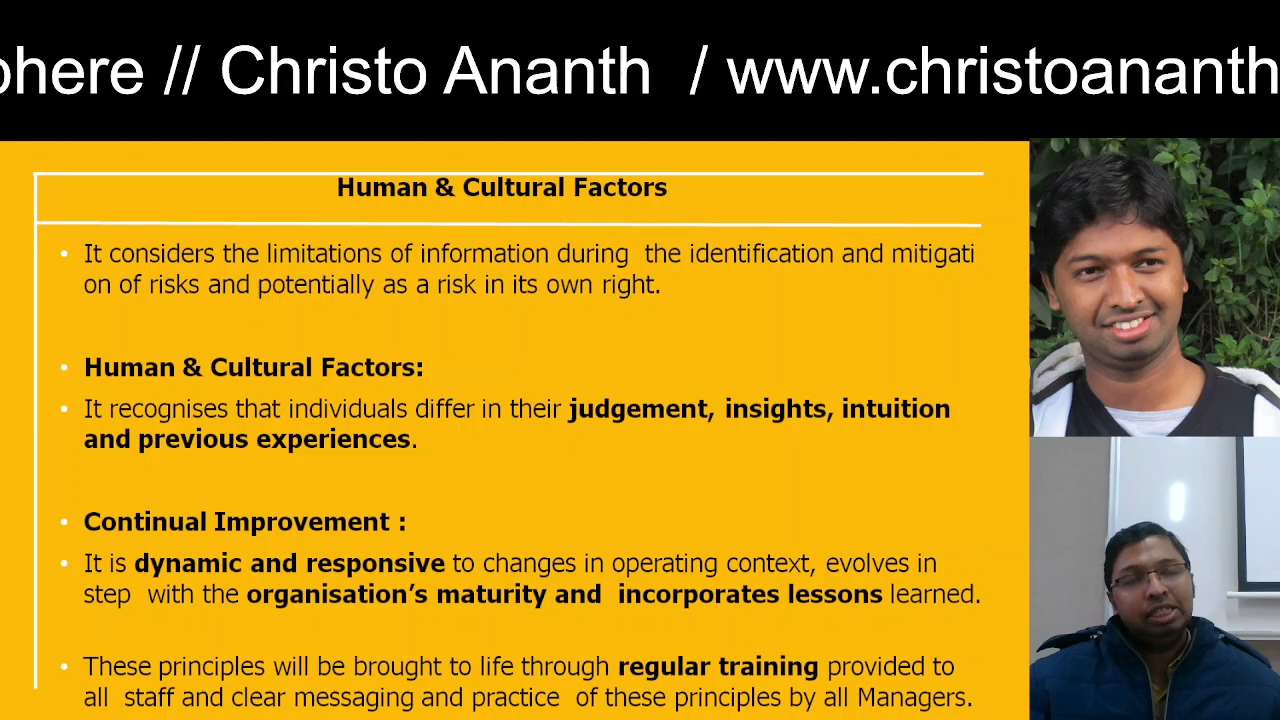 // Christo Ananth / www.christoananth
Human & Cultural Factors
• It considers the limitations of information during the identification and mitigati
on of risks and potentially as a risk in its own right.
• Human & Cultural Factors:
• It recognises that individuals differ in their judgement, insights, intuition
and previous experiences.
• Continual Improvement :
• It is dynamic and responsive to changes in operating context, evolves in
step with the organisation’s maturity and incorporates lessons learned.
• These principles will be brought to life through regular training provided to
all staff and clear messaging and practice of these principles by all Managers.